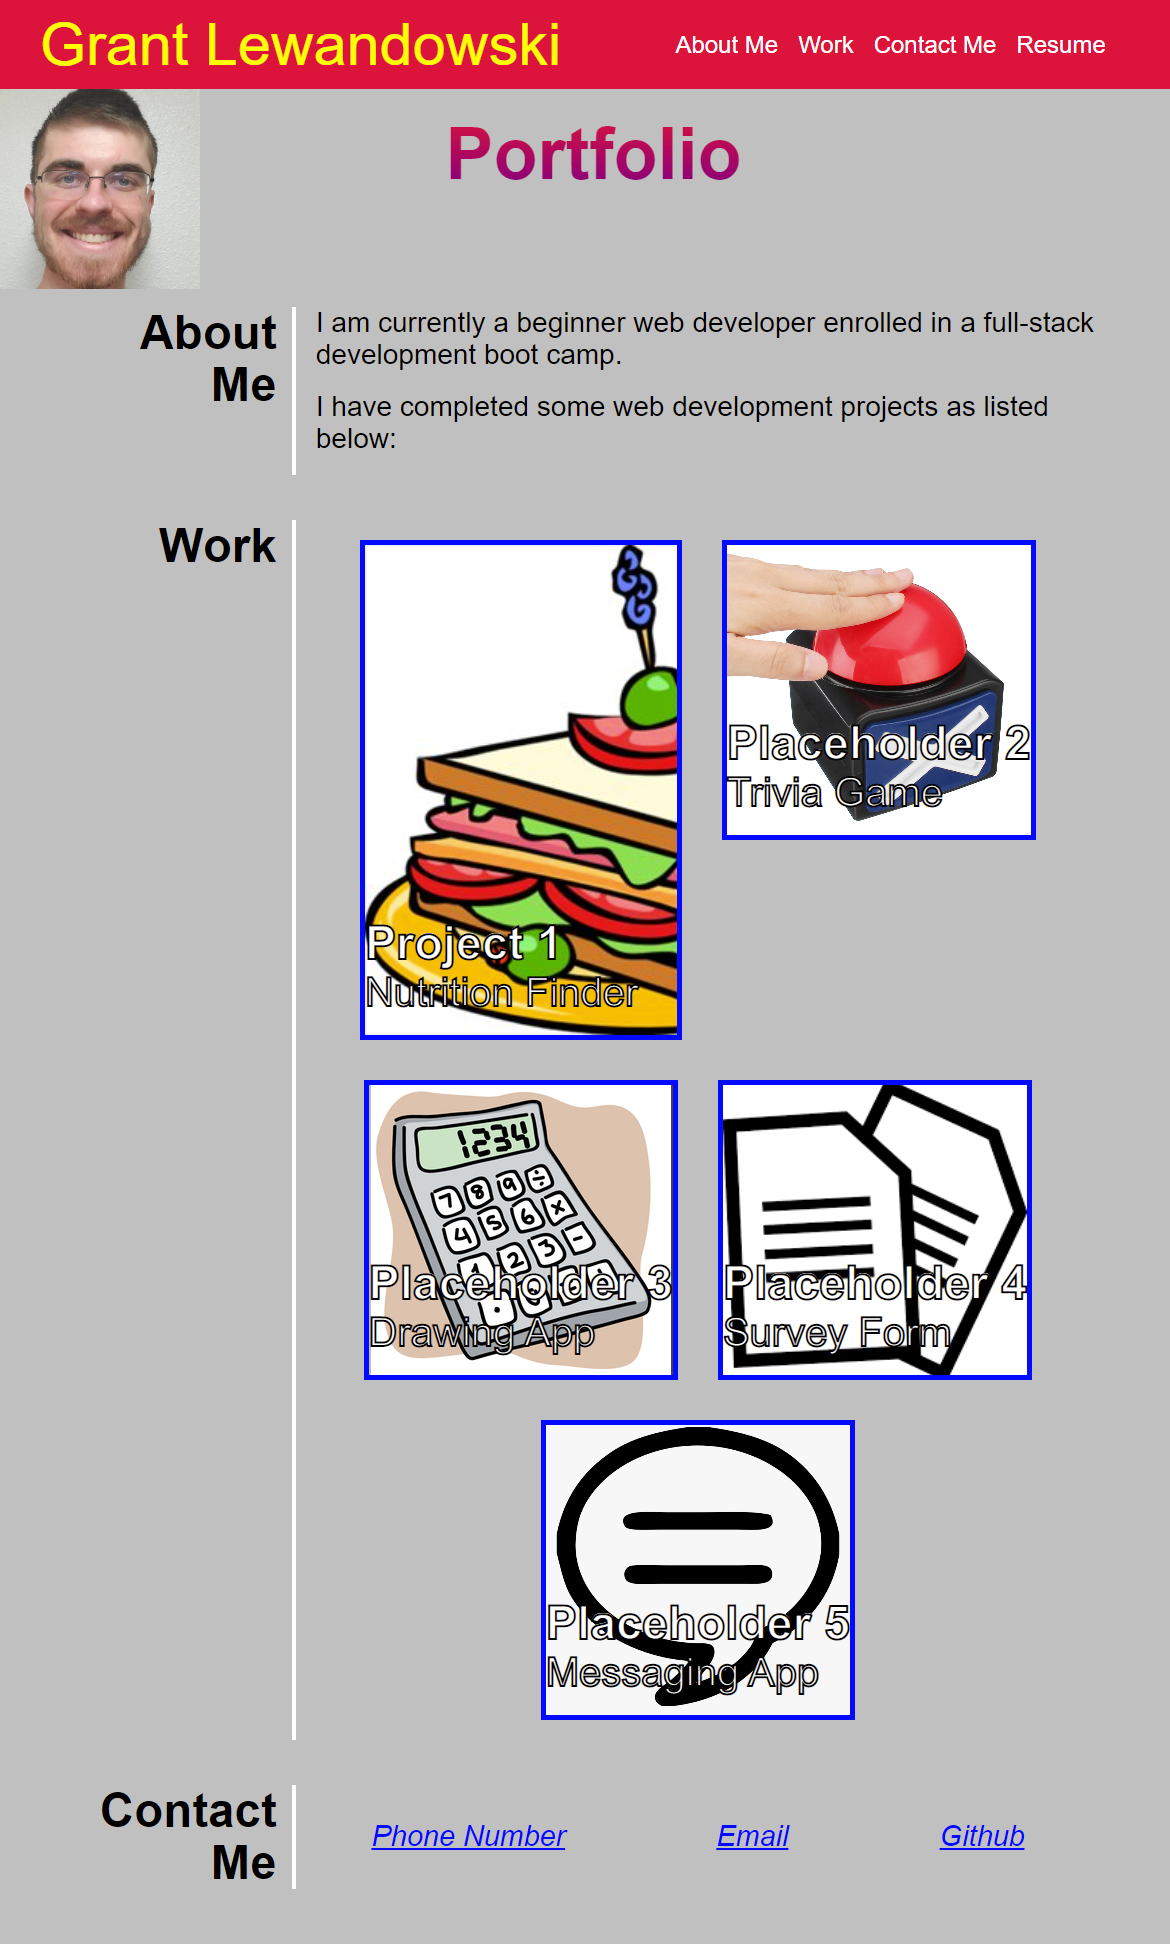 Grant Lewandowski
About Me Work Contact Me Resume
Portfolio
About
Me
I am currently a beginner web developer enrolled in a full-stack
development boot camp.
I have completed some web development projects as listed
below:
Work
Project 1
Nutrition Finder
Placeholder 2
Trivia Game
1234
7 8 9 ÷
4 5 6 x
1 2 3 -
Placeholder 3
Drawing App
Placeholder 4
Survey Form
Placeholder 5
Messaging App
Contact
Me
Phone Number Email Github